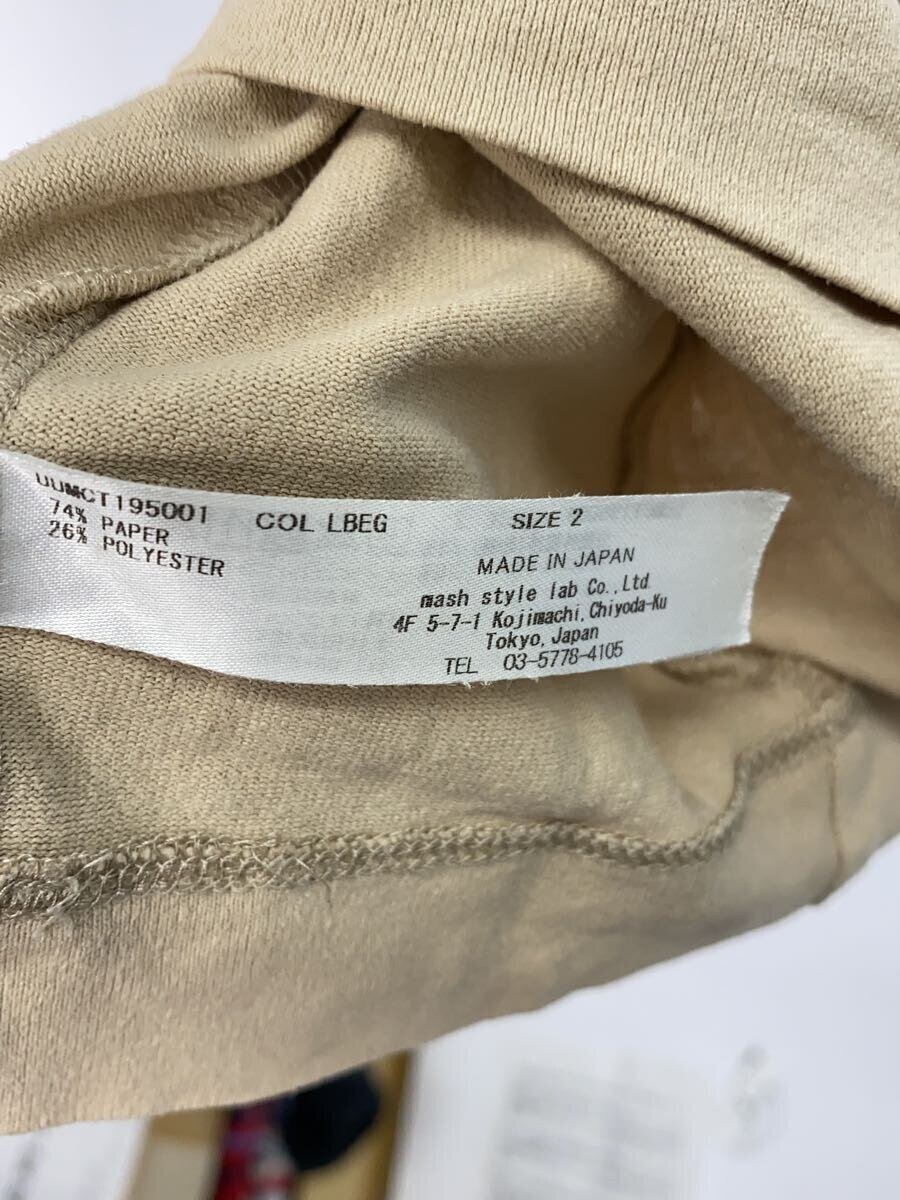 UUMCT195001 COL LBEG SIZE 2
74% PAPER
26% POLYESTER
MADE IN JAPAN
mash style lab Co.,Ltd
4F 5-7-1 Kojimachi,Chiyoda-Ku
Tokyo,Japan
TEL 03-5778-4105